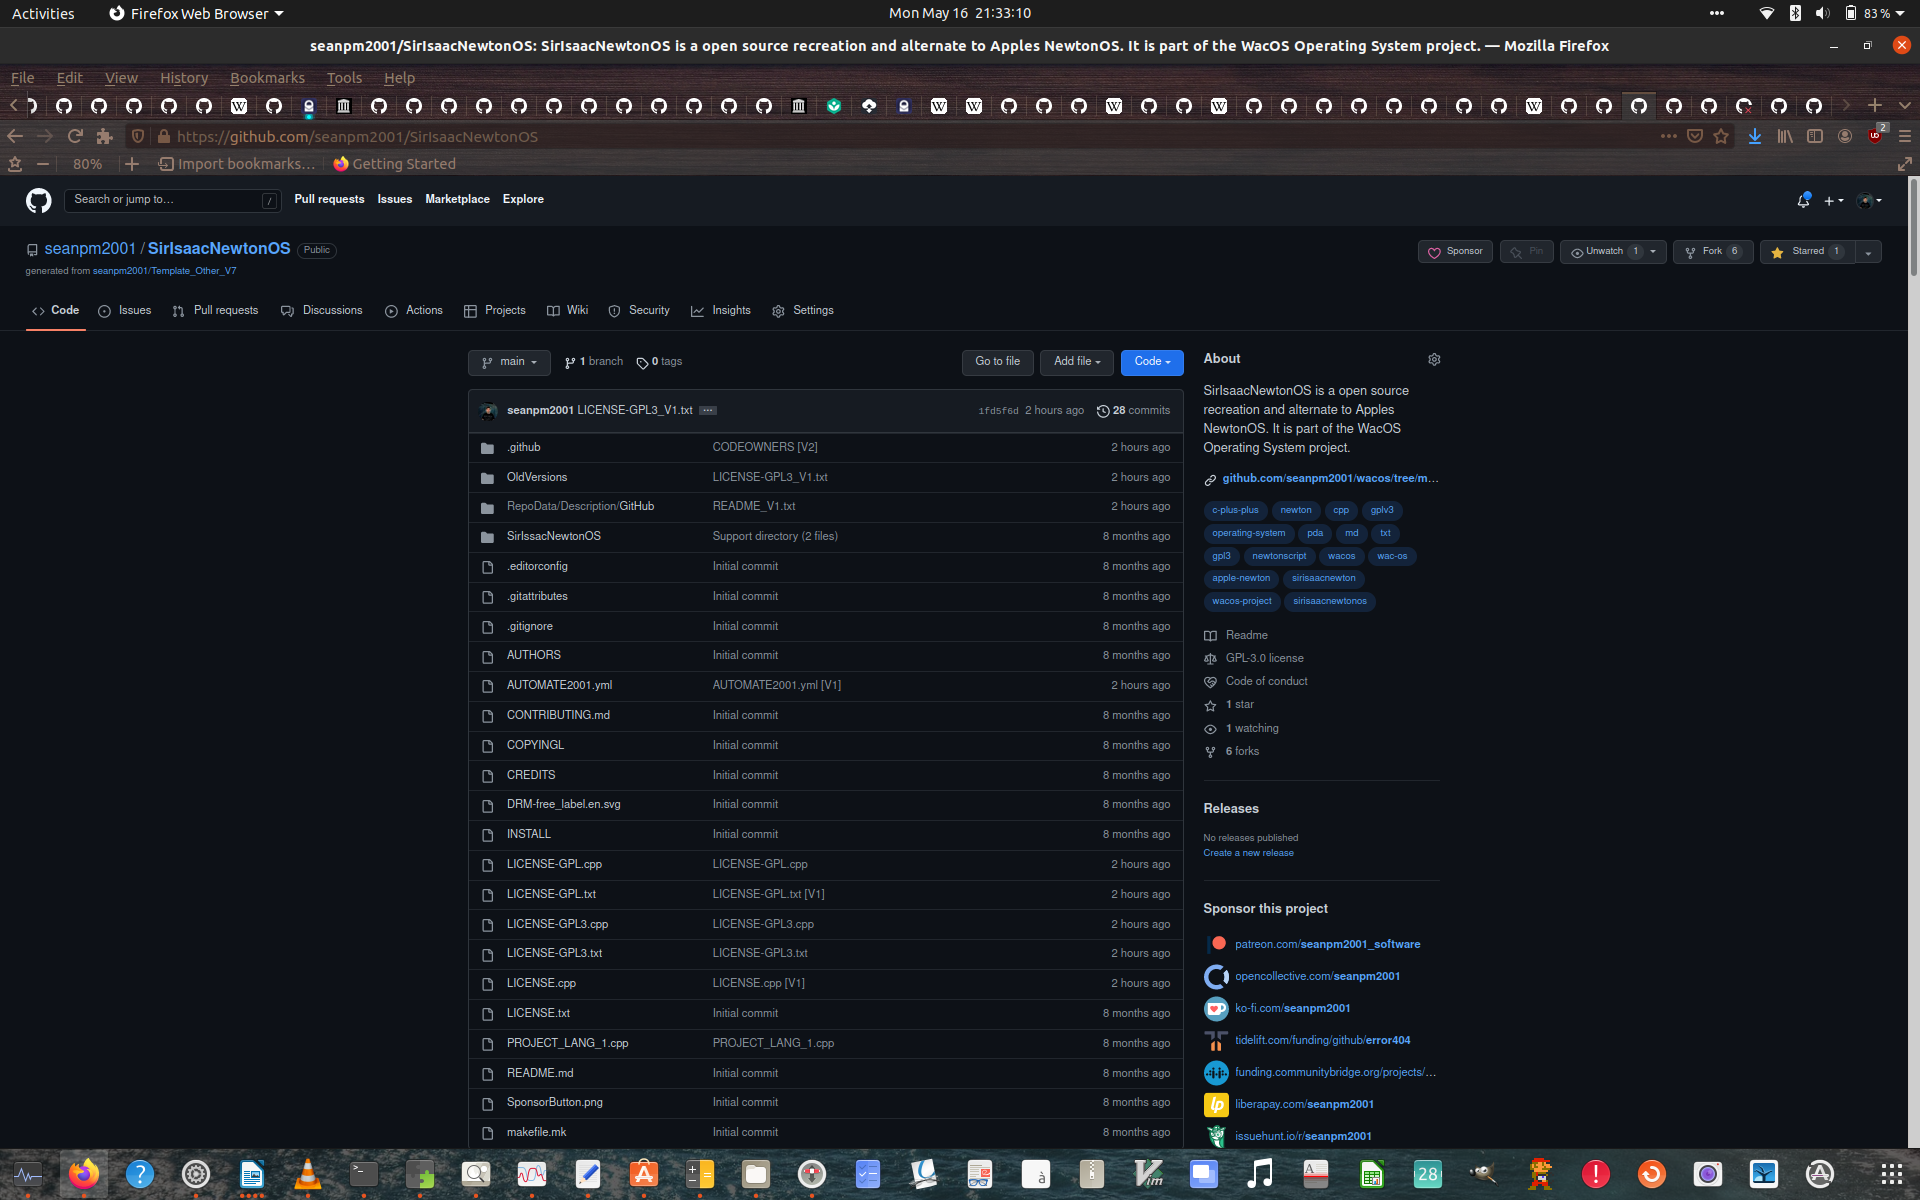 Activities
Firefox Web Browser
Mon May 16 21:33:10
83 %
seanpm2001/SirIsaacNewtonOS: SirIsaacNewtonOS is a open source recreation and alternate to Apples NewtonOS. It is part of the WacOS Operating System project. — Mozilla Firefox
File Edit View History Bookmarks Tools Help
https://github.com/seanpm2001/SirIsaacNewtonOS
2
80%
Import bookmarks...
Getting Started
Search or jump to…
/
Pull requests Issues Marketplace Explore
seanpm2001 / SirIsaacNewtonOS Public
generated from seanpm2001/Template_Other_V7
Sponsor
Pin
Unwatch 1
Fork 6
Starred 1
Code
Issues
Pull requests
Discussions
Actions
Projects
Wiki
Security
Insights
Settings
main
1 branch
0 tags
Go to file
Add file
Code
seanpm2001 LICENSE-GPL3_V1.txt ...
1fd5f6d 2 hours ago
28 commits
.github CODEOWNERS [V2] 2 hours ago
OldVersions LICENSE-GPL3_V1.txt 2 hours ago
RepoData/Description/GitHub README_V1.txt 2 hours ago
SirIssacNewtonOS Support directory (2 files) 8 months ago
.editorconfig Initial commit 8 months ago
.gitattributes Initial commit 8 months ago
.gitignore Initial commit 8 months ago
AUTHORS Initial commit 8 months ago
AUTOMATE2001.yml AUTOMATE2001.yml [V1] 2 hours ago
CONTRIBUTING.md Initial commit 8 months ago
COPYINGL Initial commit 8 months ago
CREDITS Initial commit 8 months ago
DRM-free_label.en.svg Initial commit 8 months ago
INSTALL Initial commit 8 months ago
LICENSE-GPL.cpp LICENSE-GPL.cpp 2 hours ago
LICENSE-GPL.txt LICENSE-GPL.txt [V1] 2 hours ago
LICENSE-GPL3.cpp LICENSE-GPL3.cpp 2 hours ago
LICENSE-GPL3.txt LICENSE-GPL3.txt 2 hours ago
LICENSE.cpp LICENSE.cpp [V1] 2 hours ago
LICENSE.txt Initial commit 8 months ago
PROJECT_LANG_1.cpp PROJECT_LANG_1.cpp 8 months ago
README.md Initial commit 8 months ago
SponsorButton.png Initial commit 8 months ago
makefile.mk Initial commit 8 months ago
About
SirIsaacNewtonOS is a open source
recreation and alternate to Apples
NewtonOS. It is part of the WacOS
Operating System project.
github.com/seanpm2001/wacos/tree/m…
c-plus-plus newton cpp gplv3
operating-system pda md txt
gpl3 newtonscript wacos wac-os
apple-newton sirisaacnewton
wacos-project sirisaacnewtonos
Readme
GPL-3.0 license
Code of conduct
1 star
1 watching
6 forks
Releases
No releases published
Create a new release
Sponsor this project
patreon.com/seanpm2001_software
opencollective.com/seanpm2001
ko-fi.com/seanpm2001
tidelift.com/funding/github/error404
funding.communitybridge.org/projects/…
liberapay.com/seanpm2001
issuehunt.io/r/seanpm2001
28